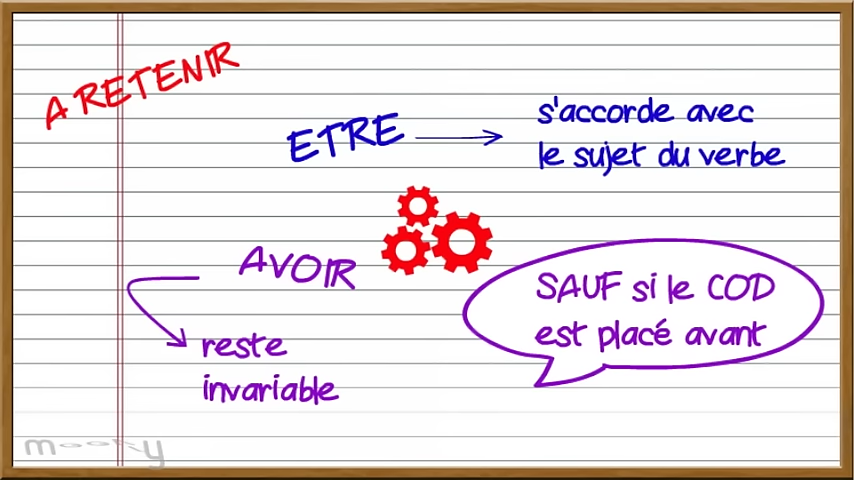 A RETENIR
ETRE
s'accorde avec
le sujet du verbe
AVOIR
reste
invariable
SAUF si le COD
est placé avant